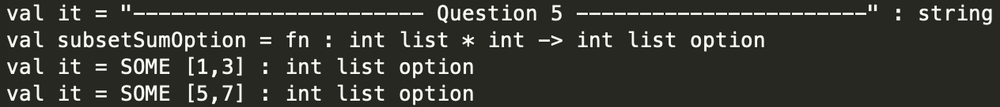 val it = "----------------------- Question 5 -----------------------" : string
val subsetSumOption = fn : int list * int -> int list option
val it = SOME [1,3] : int list option
val it = SOME [5,7] : int list option